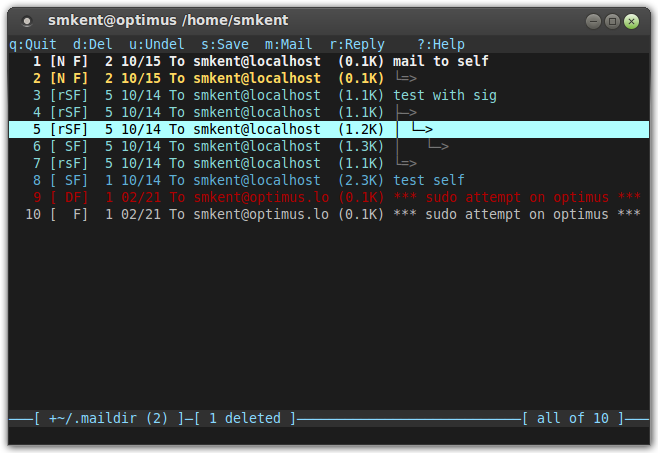 smkent@optimus /home/smkent
q:Quit  d:Del  u:Undel  s:Save  m:Mail  r:Reply    ?:Help
   1 [N F]  2 10/15 To smkent@localhost  (0.1K) mail to self
   2 [N F]  2 10/15 To smkent@localhost  (0.1K) └=>
   3 [rSF]  5 10/14 To smkent@localhost  (1.1K) test with sig
   4 [rSF]  5 10/14 To smkent@localhost  (1.1K) ├─>
   5 [rSF]  5 10/14 To smkent@localhost  (1.2K) │ └─>
   6 [ SF]  5 10/14 To smkent@localhost  (1.3K) │   └─>
   7 [rsF]  5 10/14 To smkent@localhost  (1.1K) └=>
   8 [ SF]  1 10/14 To smkent@localhost  (2.3K) test self
   9 [ DF]  1 02/21 To smkent@optimus.lo (0.1K) *** sudo attempt on optimus ***
  10 [  F]  1 02/21 To smkent@optimus.lo (0.1K) *** sudo attempt on optimus ***
───[ +~/.maildir (2) ]─[ 1 deleted ]────────────────────────────[ all of 10 ]───